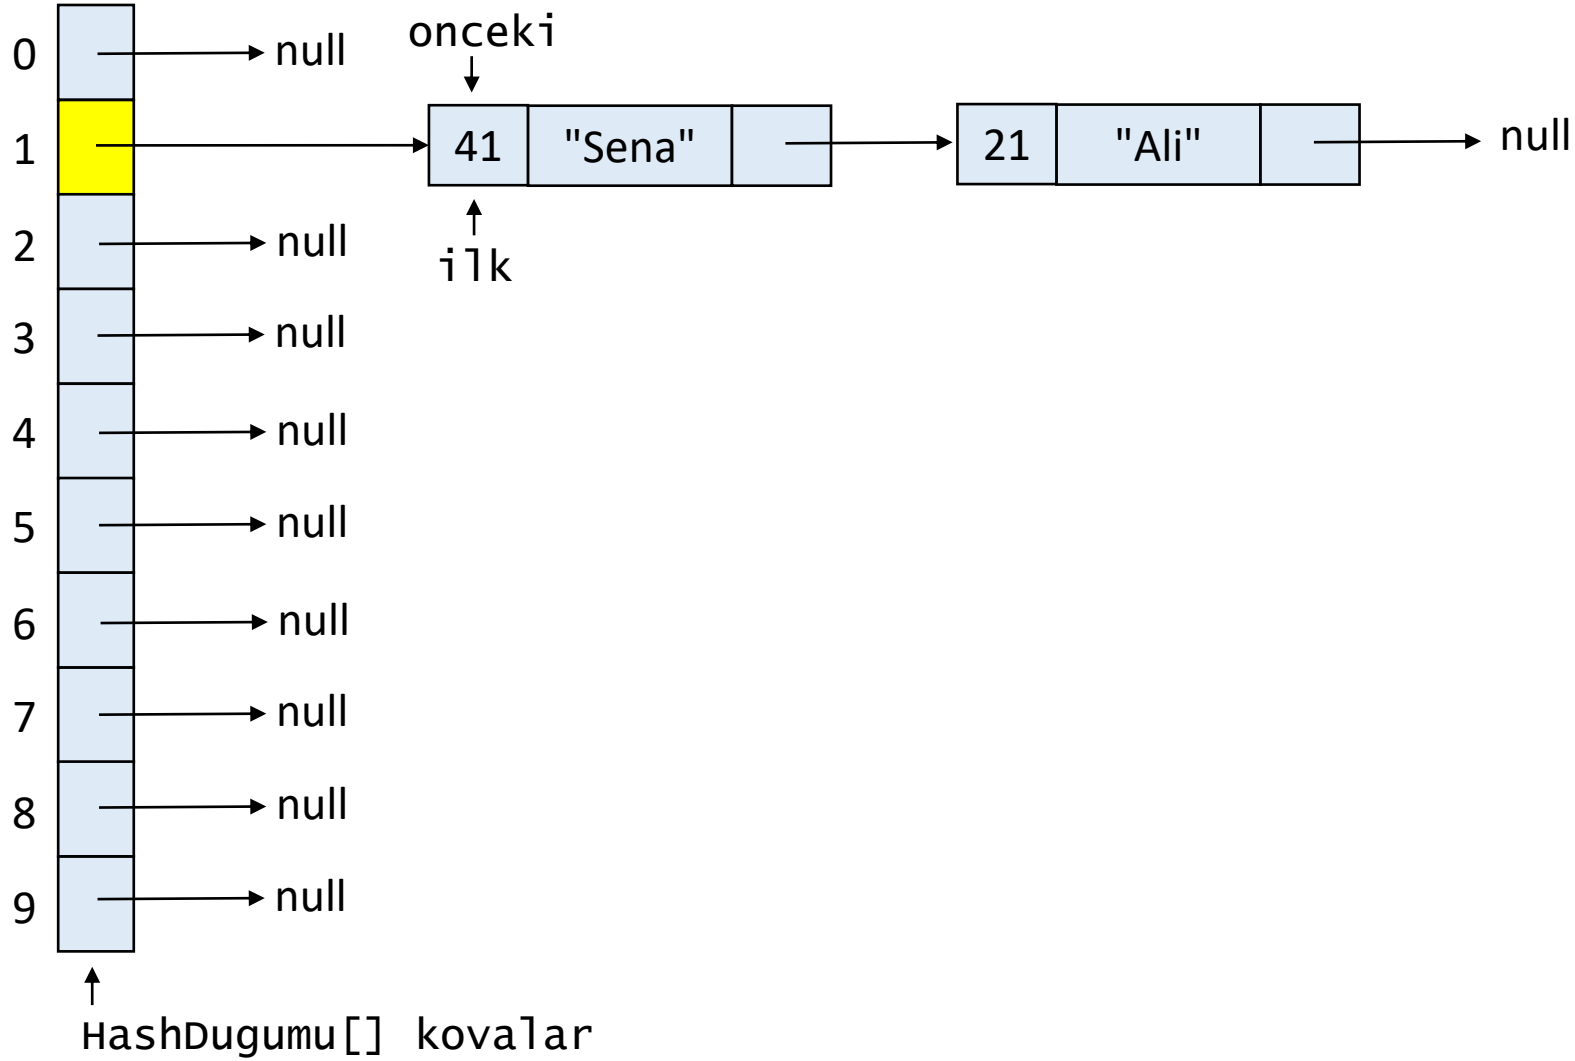 onceki
0 null
1 41 "Sena" 21 "Ali" null
2 null
ilk
3 null
4 null
5 null
6 null
7 null
8 null
9 null
HashDugumu[] kovalar